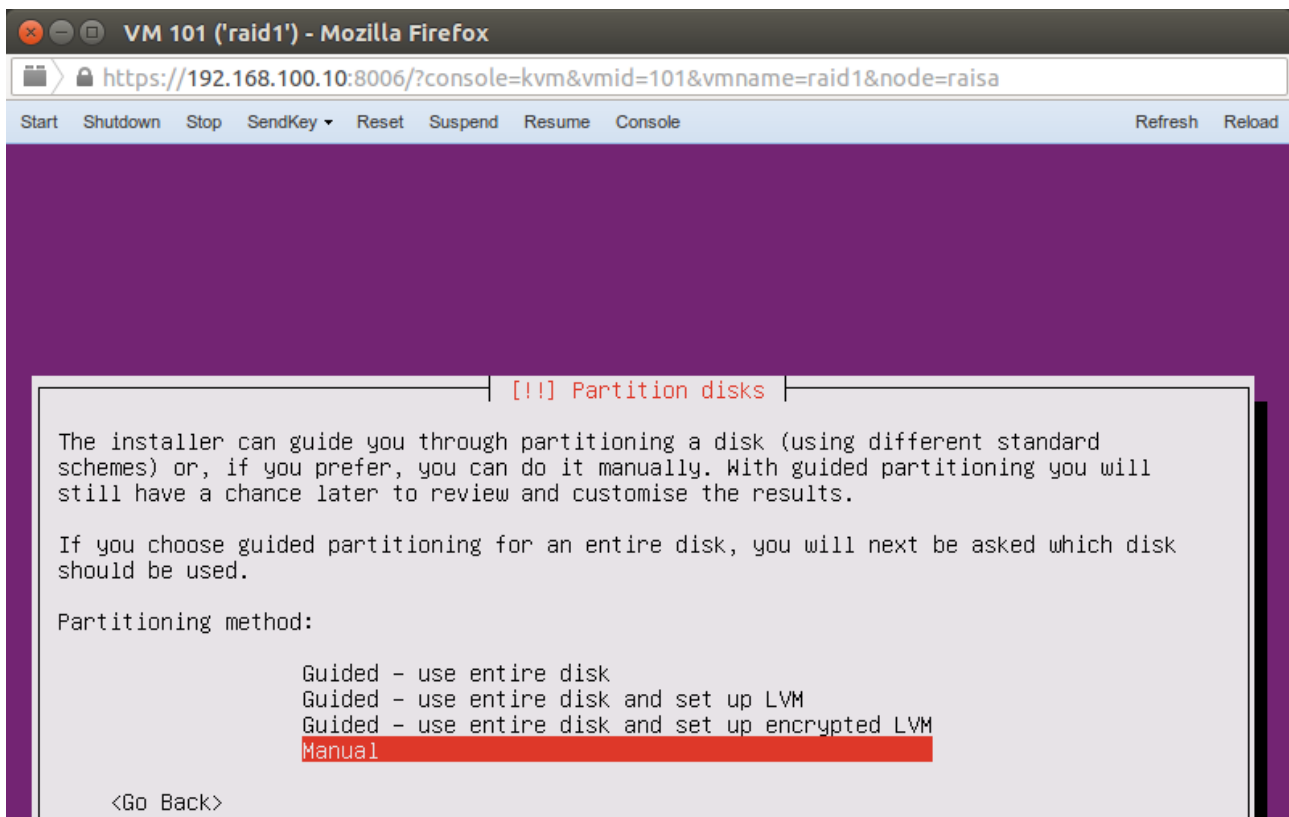 VM 101 ('raid1') - Mozilla Firefox
https://192.168.100.10:8006/?console=kvm&vmid=101&vmname=raid1&node=raisa
Start Shutdown Stop SendKey Reset Suspend Resume Console Refresh Reload
[!!] Partition disks
The installer can guide you through partitioning a disk (using different standard
schemes) or, if you prefer, you can do it manually. With guided partitioning you will
still have a chance later to review and customise the results.
If you choose guided partitioning for an entire disk, you will next be asked which disk
should be used.
Partitioning method:
Guided - use entire disk
Guided - use entire disk and set up LVM
Guided - use entire disk and set up encrypted LVM
Manual
<Go Back>